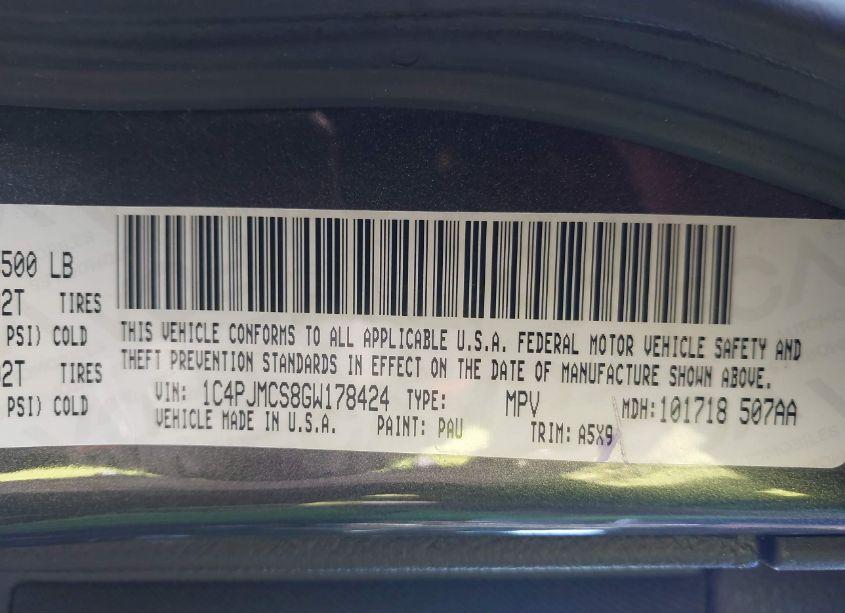 500 LB
2T TIRES
PSI) COLD
2T TIRES
PSI) COLD
THIS VEHICLE CONFORMS TO ALL APPLICABLE U.S.A. FEDERAL MOTOR VEHICLE SAFETY AND
THEFT PREVENTION STANDARDS IN EFFECT ON THE DATE OF MANUFACTURE SHOWN ABOVE.
VIN: 1C4PJMCS8GW178424 TYPE: MPV MDH: 101718 507AA
VEHICLE MADE IN U.S.A. PAINT: PAU TRIM: A5X9